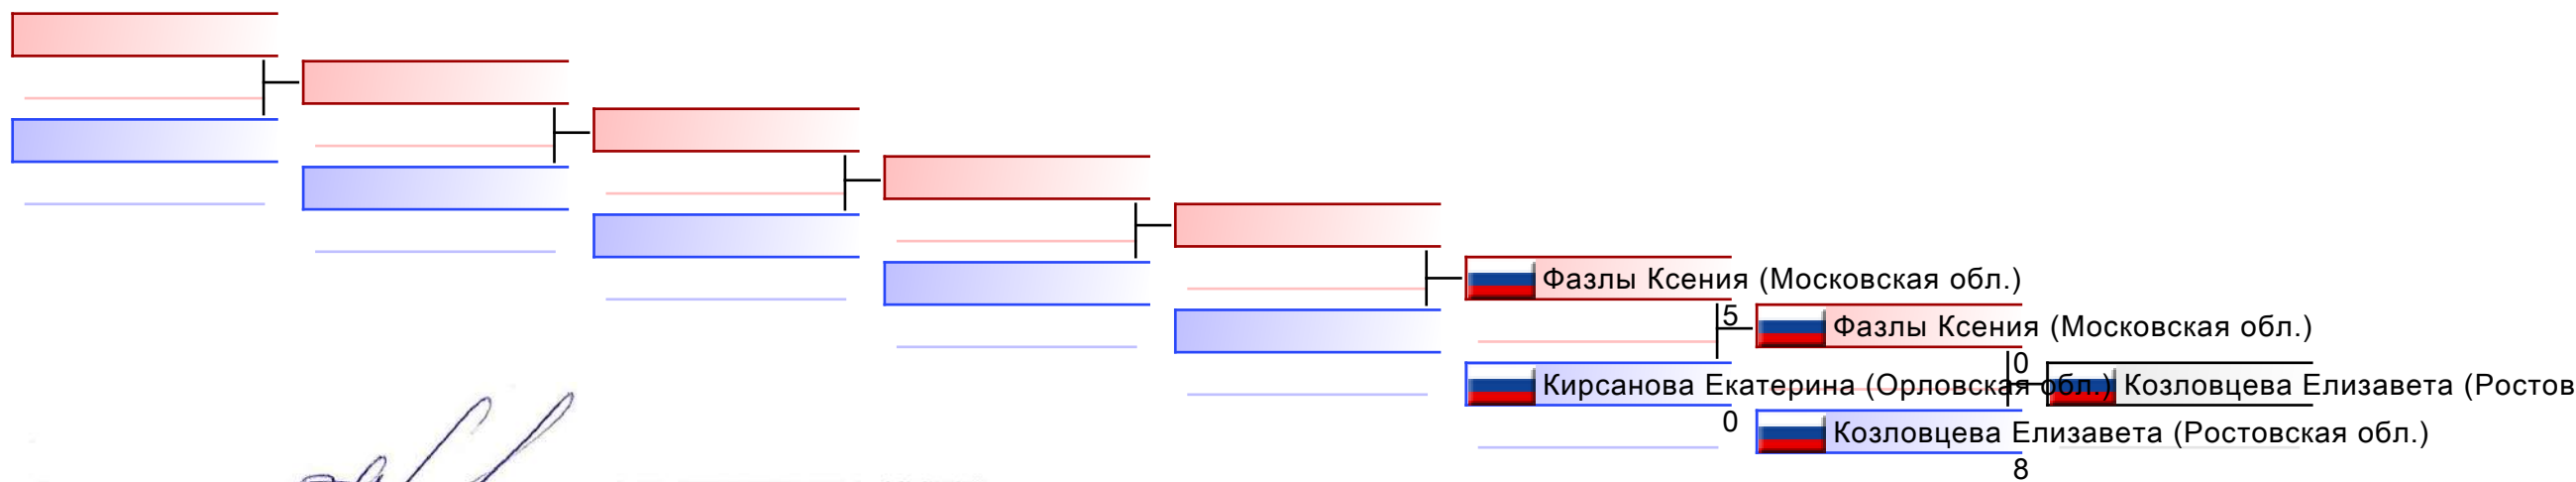 Фазлы Ксения (Московская обл.)
5
Фазлы Ксения (Московская обл.)
0
Кирсанова Екатерина (Орловская обл.)
Козловцева Елизавета (Ростов
0
Козловцева Елизавета (Ростовская обл.)
8